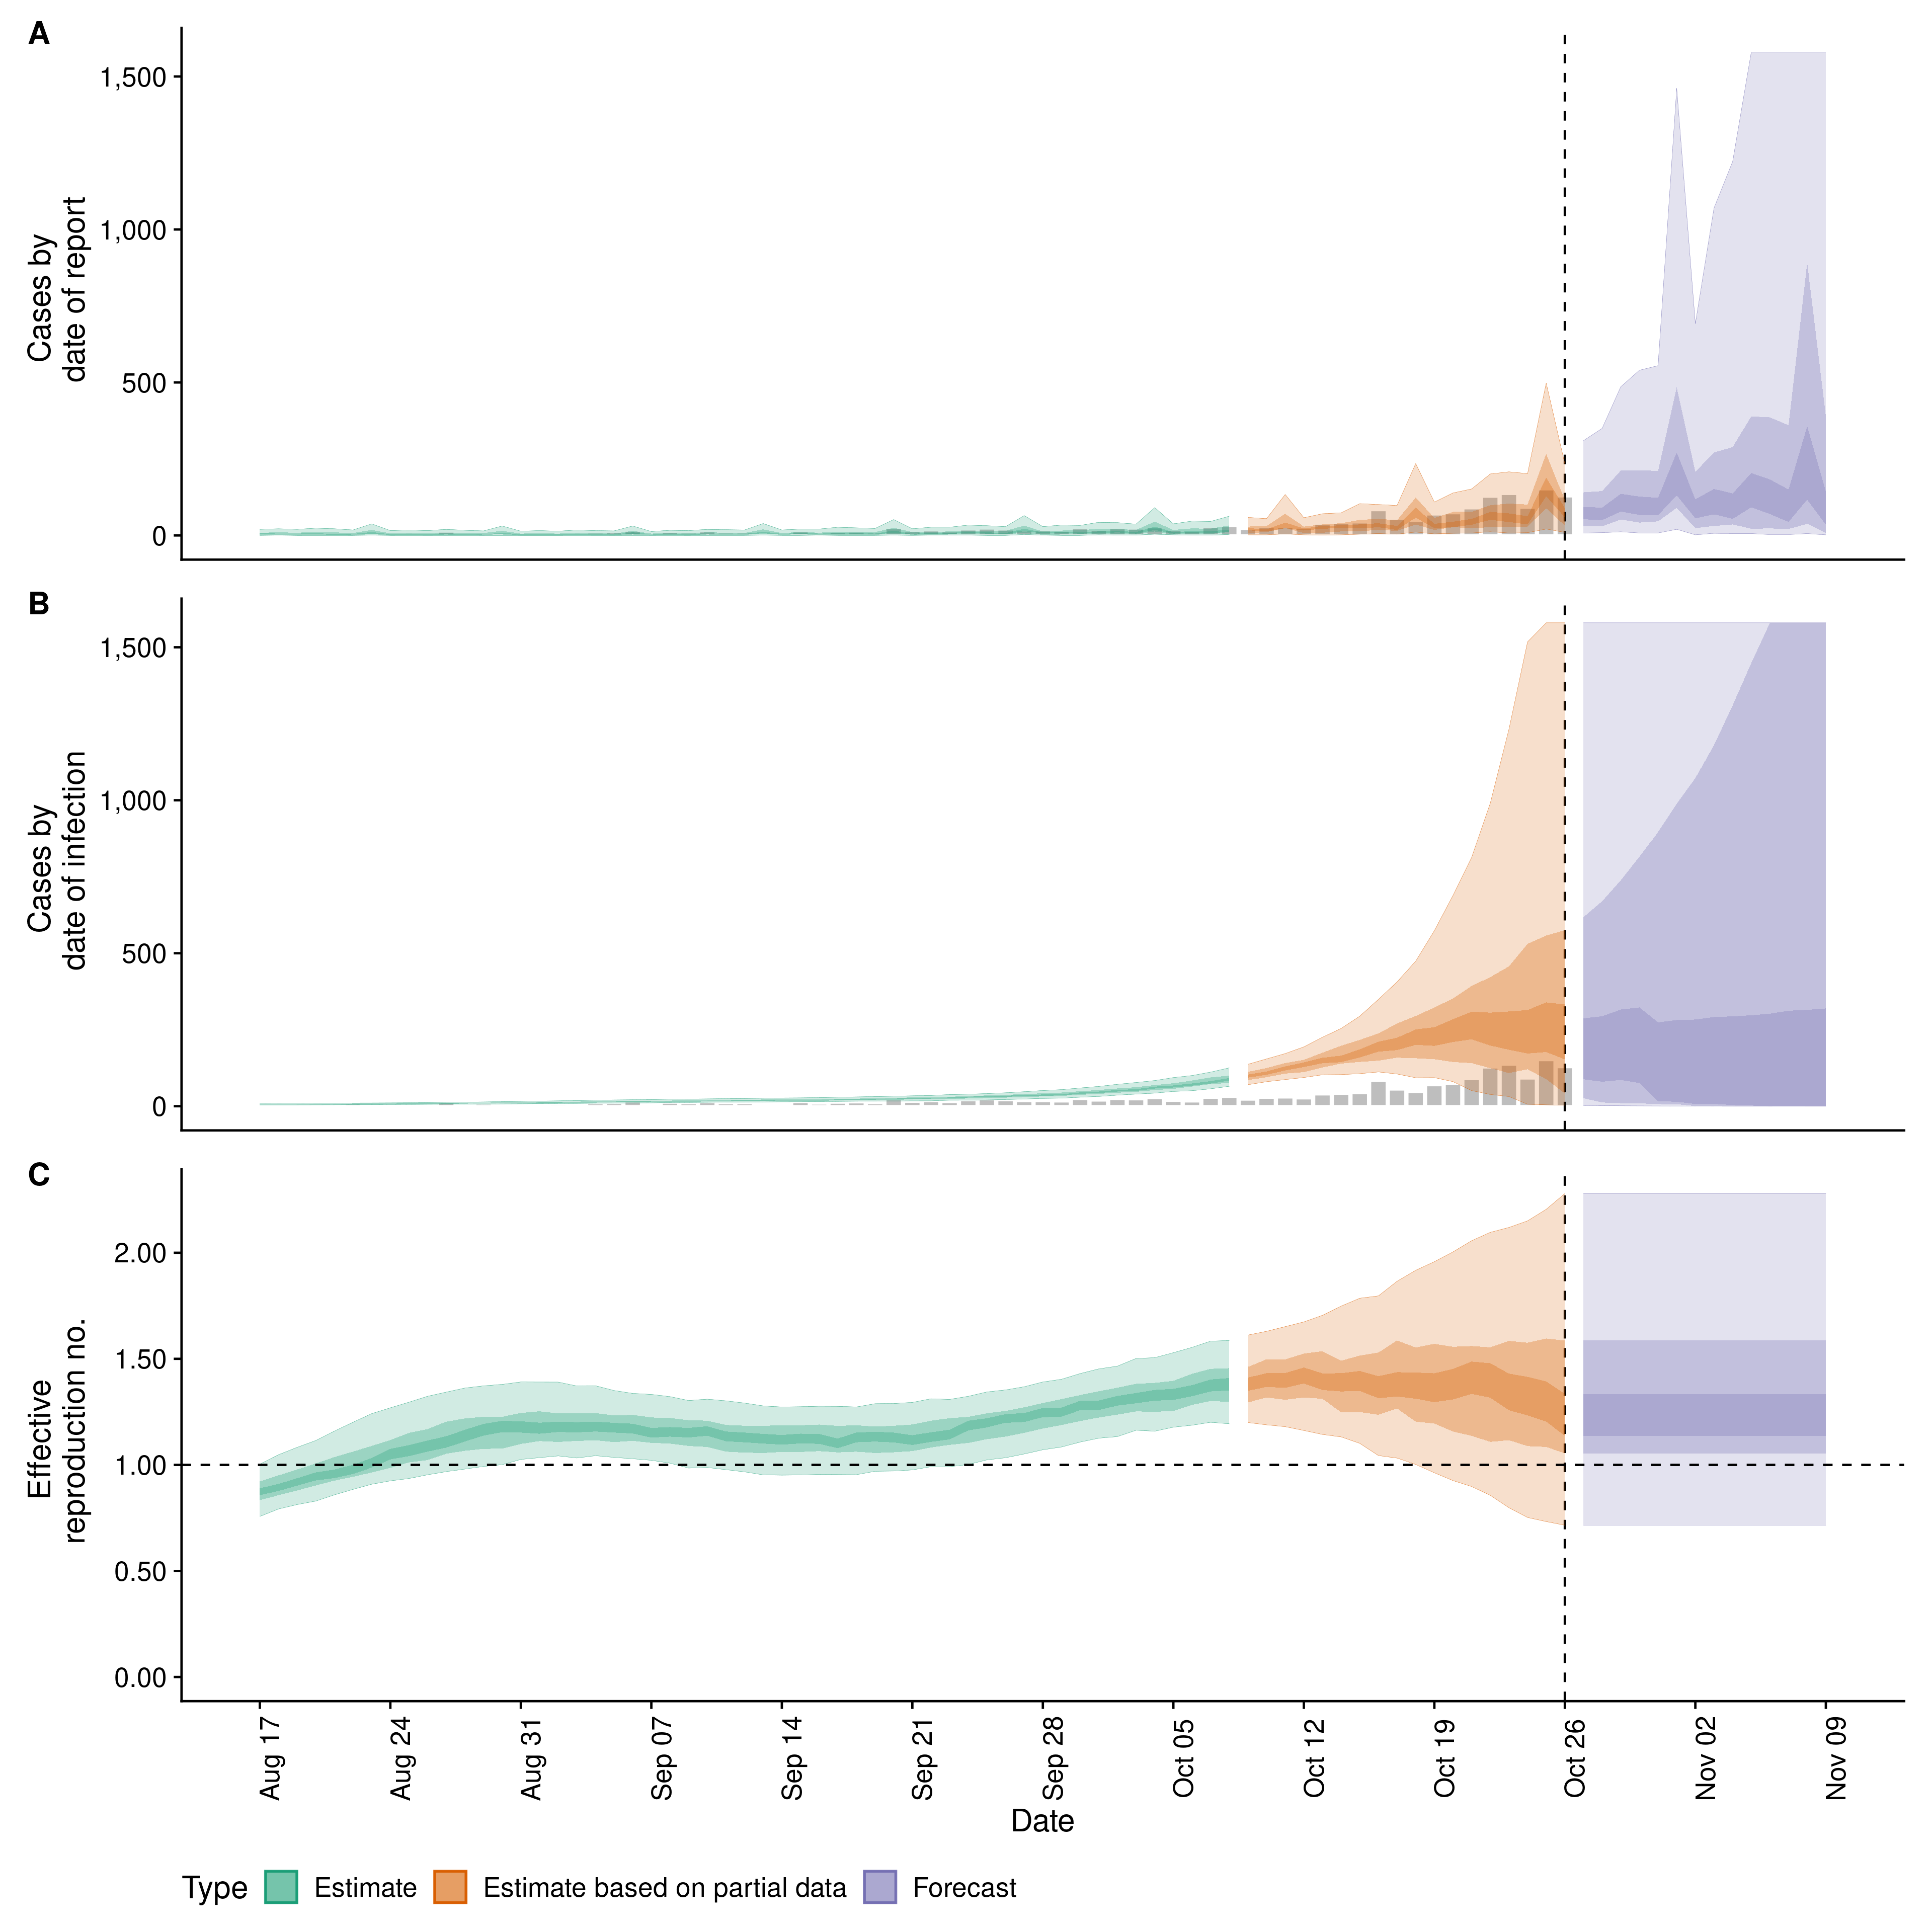 A
Cases by
date of report
1,500
1,000
500
0
B
Cases by
date of infection
1,500
1,000
500
0
C
Effective
reproduction no.
2.00
1.50
1.00
0.50
0.00
Aug 17
Aug 24
Aug 31
Sep 07
Sep 14
Sep 21
Sep 28
Oct 05
Oct 12
Oct 19
Oct 26
Nov 02
Nov 09
Date
Type Estimate Estimate based on partial data Forecast